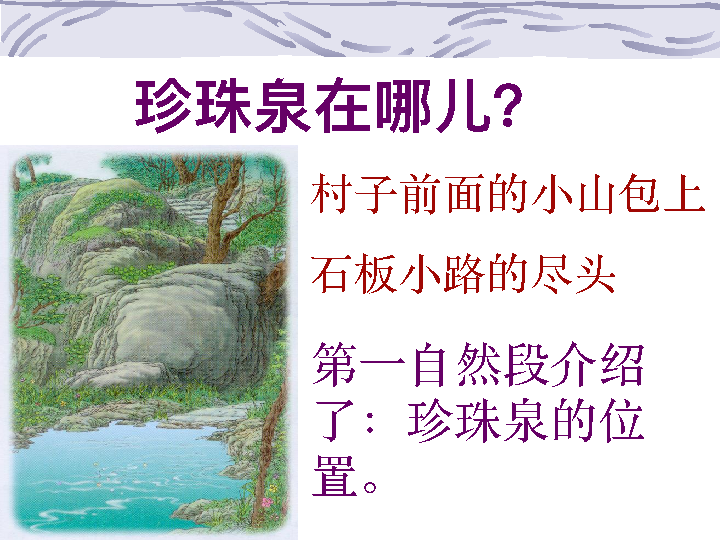 珍珠泉在哪儿?
村子前面的小山包上
石板小路的尽头
第一自然段介绍
了：珍珠泉的位
置。